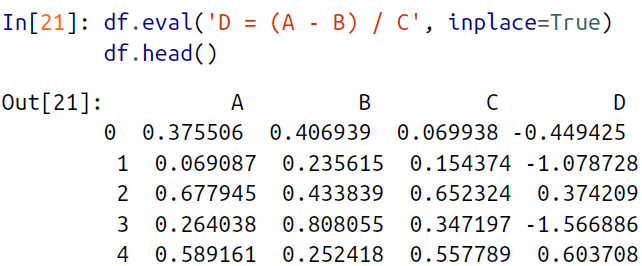 In[21]: df.eval('D = (A - B) / C', inplace=True)
df.head()
Out[21]: A B C D
0 0.375506 0.406939 0.069938 -0.449425
1 0.069087 0.235615 0.154374 -1.078728
2 0.677945 0.433839 0.652324 0.374209
3 0.264038 0.808055 0.347197 -1.566886
4 0.589161 0.252418 0.557789 0.603708